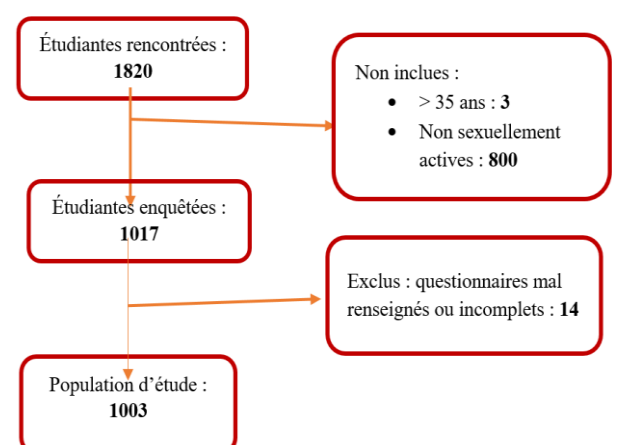 Étudiantes rencontrées :
1820
Non inclues :
• > 35 ans : 3
• Non sexuellement
actives : 800
Étudiantes enquêtées :
1017
Exclus : questionnaires mal
renseignés ou incomplets : 14
Population d'étude :
1003